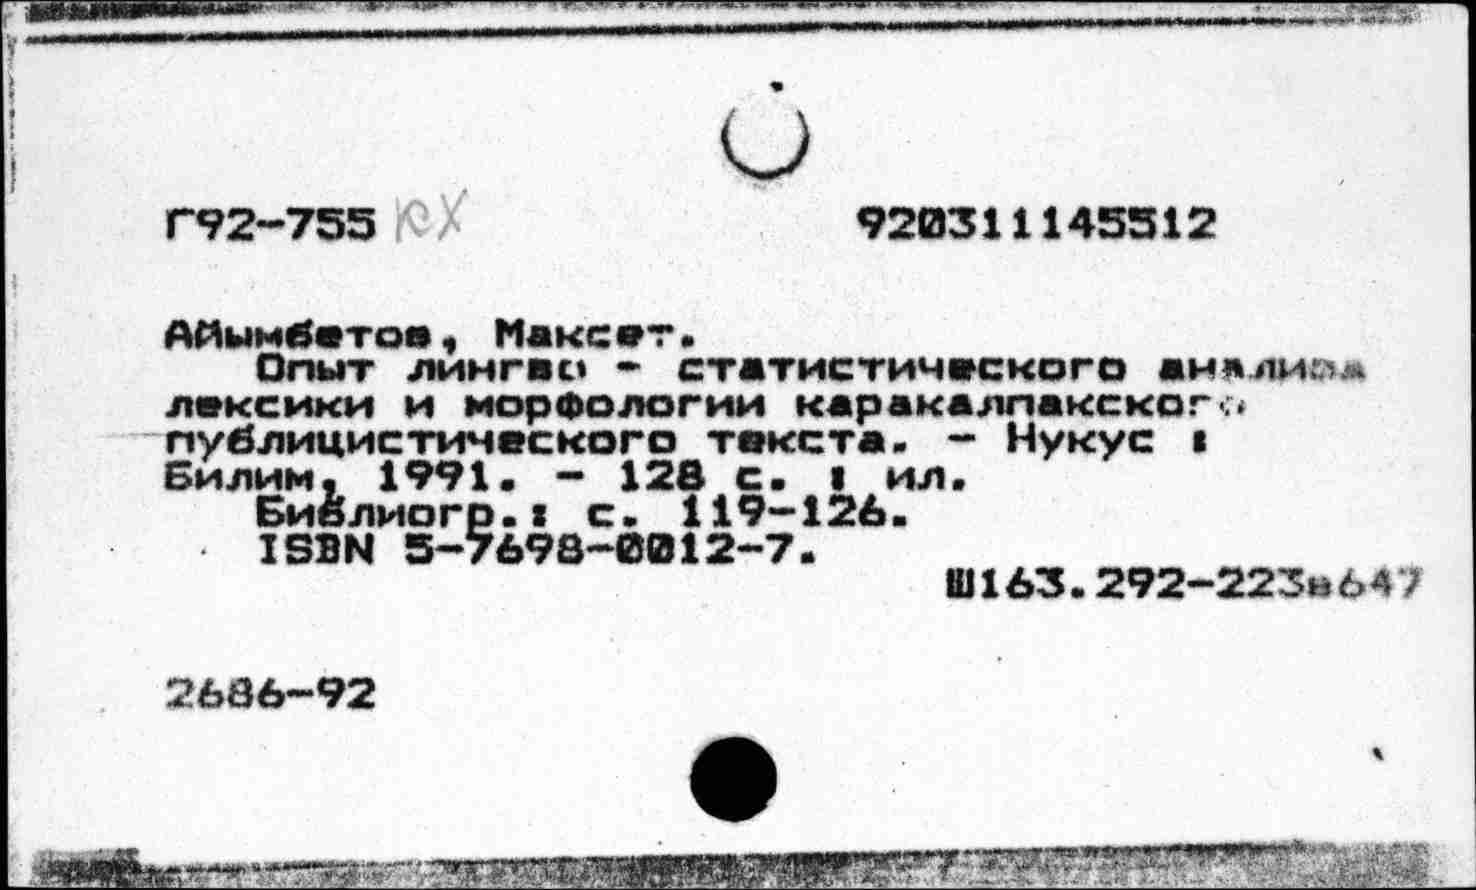 Г92-755 кх 920311145512
Айымбетов, Максет.
Опыт лингво - статистического анализа
лексики и морфологии каракалпакского
публицистического текста. - Нукус :
Билим, 1991. - 128 с. : ил.
Библиогр.: с. 119-126.
ISBN 5-7698-0012-7.
Ш163.292-223в647
2686-92